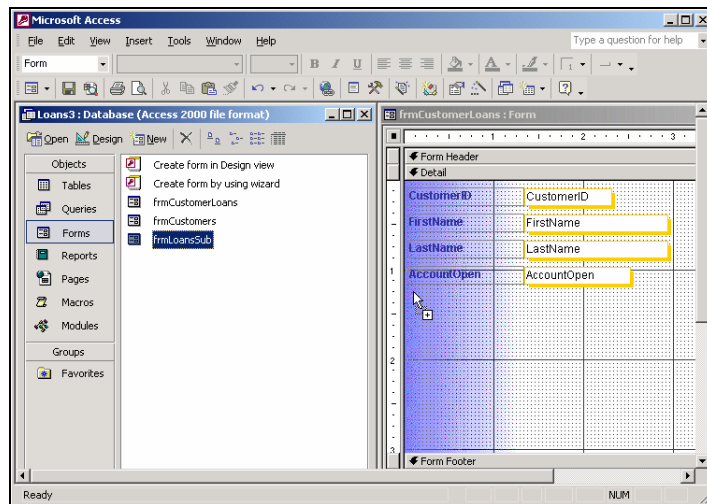 Microsoft Access
File Edit View Insert Tools Window Help Type a question for help
Form B I U
Loans3 : Database (Access 2000 file format)
Open Design New
Objects
Tables
Queries
Forms
Reports
Pages
Macros
Modules
Groups
Favorites
Create form in Design view
Create form by using wizard
frmCustomerLoans
frmCustomers
frmLoansSub
frmCustomerLoans : Form
1 2 3
Form Header
Detail
CustomerID CustomerID
FirstName FirstName
LastName LastName
1
AccountOpen AccountOpen
2
3
Form Footer
Ready NUM